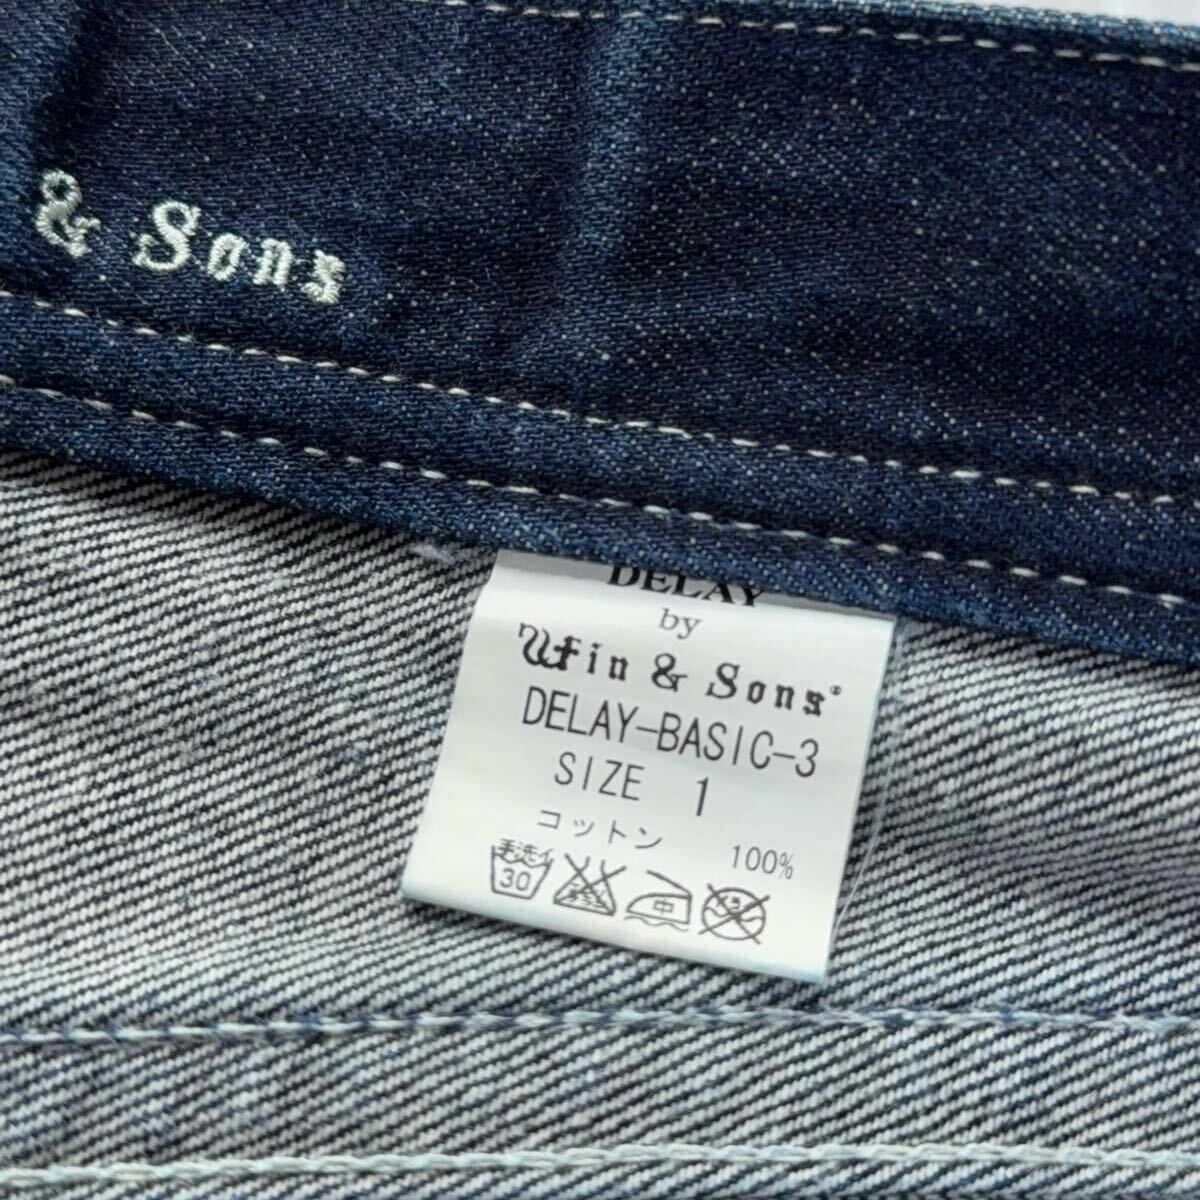 & Sons
DELAY
by
Win & Sons®
DELAY-BASIC-3
SIZE 1
コットン 100%
手洗イ
30
中